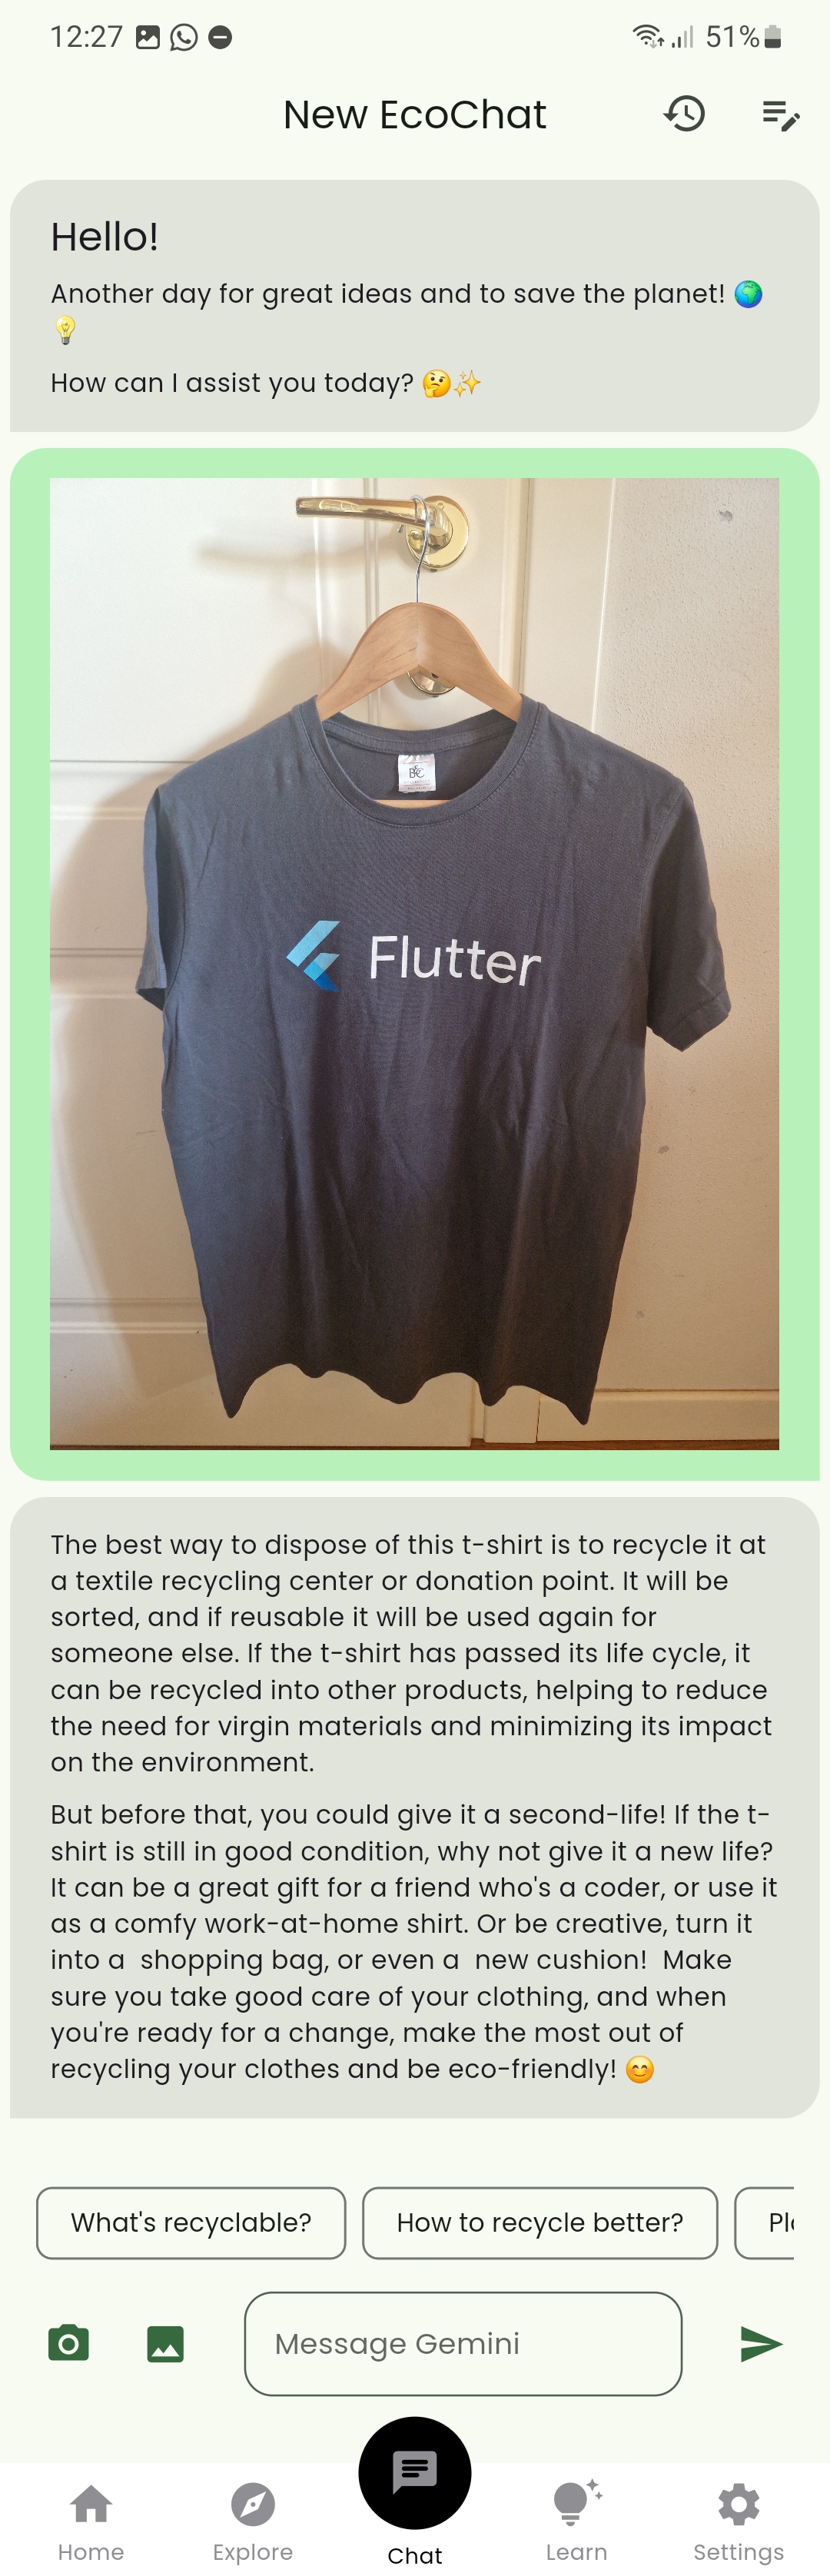 12:27
51%
New EcoChat
Hello!
Another day for great ideas and to save the planet! 🌍
💡
How can I assist you today? 🤔✨
B&C
Flutter
The best way to dispose of this t-shirt is to recycle it at
a textile recycling center or donation point. It will be
sorted, and if reusable it will be used again for
someone else. If the t-shirt has passed its life cycle, it
can be recycled into other products, helping to reduce
the need for virgin materials and minimizing its impact
on the environment.
But before that, you could give it a second-life! If the t-
shirt is still in good condition, why not give it a new life?
It can be a great gift for a friend who's a coder, or use it
as a comfy work-at-home shirt. Or be creative, turn it
into a  shopping bag, or even a  new cushion!  Make
sure you take good care of your clothing, and when
you're ready for a change, make the most out of
recycling your clothes and be eco-friendly! 😊
What's recyclable?
How to recycle better?
Message Gemini
Home
Explore
Chat
Learn
Settings